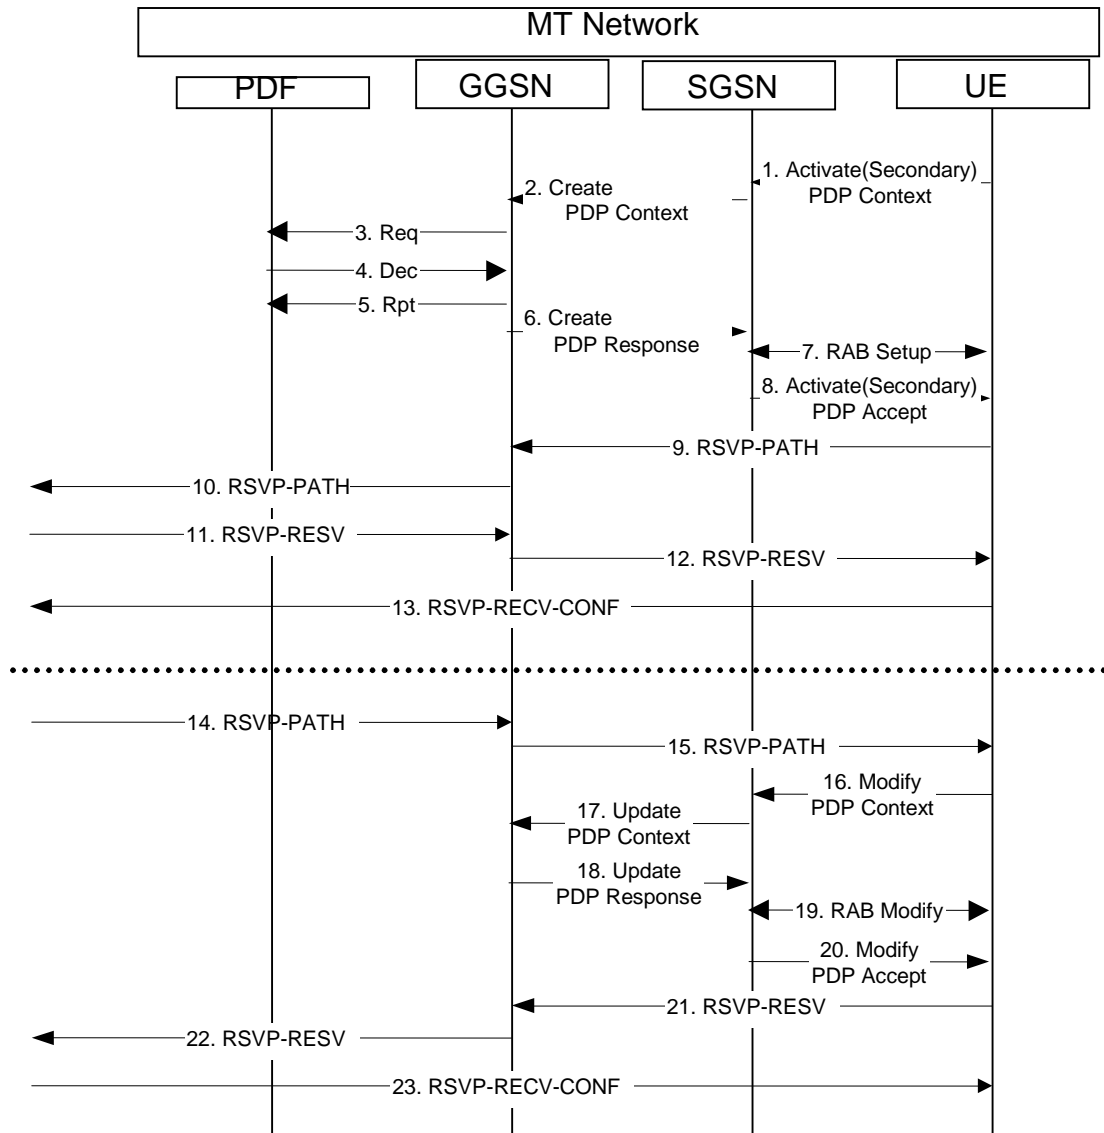 MT Network
PDF
GGSN
SGSN
UE
1. Activate(Secondary)
PDP Context
2. Create
PDP Context
3. Req
4. Dec
5. Rpt
6. Create
PDP Response
7. RAB Setup
8. Activate(Secondary)
PDP Accept
9. RSVP-PATH
10. RSVP-PATH
11. RSVP-RESV
12. RSVP-RESV
13. RSVP-RECV-CONF
14. RSVP-PATH
15. RSVP-PATH
16. Modify
PDP Context
17. Update
PDP Context
18. Update
PDP Response
19. RAB Modify
20. Modify
PDP Accept
21. RSVP-RESV
22. RSVP-RESV
23. RSVP-RECV-CONF